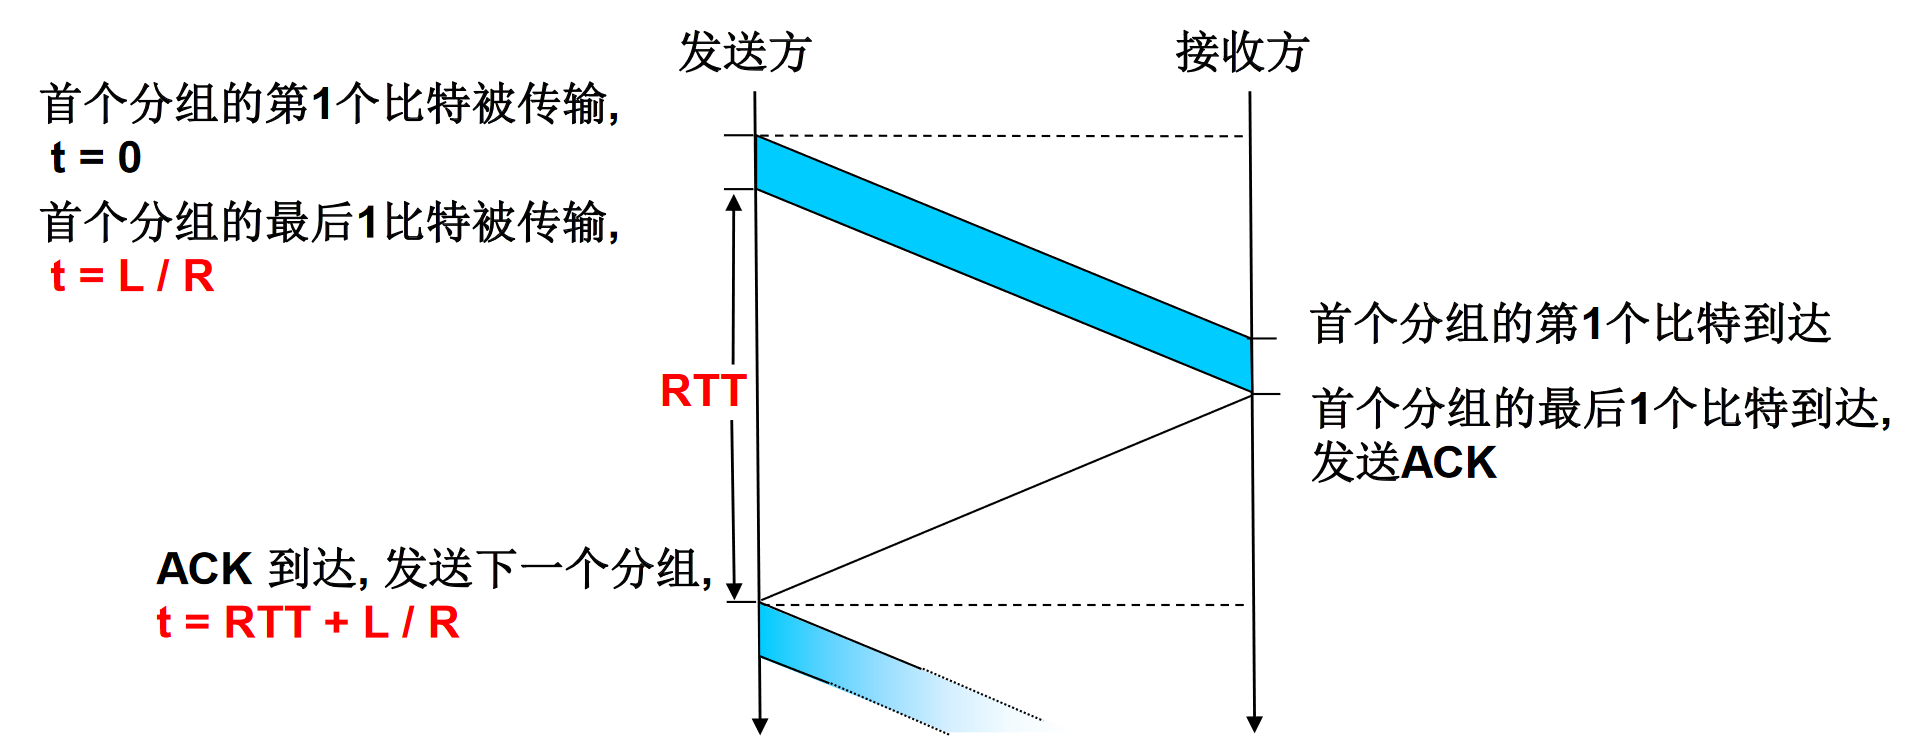 发送方
接收方
首个分组的第1个比特被传输,
t = 0
首个分组的最后1比特被传输,
t = L / R
RTT
首个分组的第1个比特到达
首个分组的最后1个比特到达,
发送ACK
ACK 到达, 发送下一个分组,
t = RTT + L / R